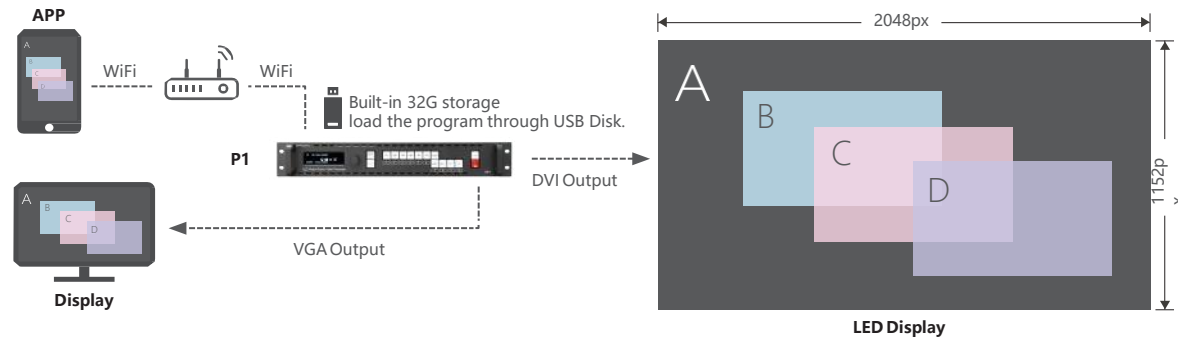 APP
A
B
C
D
WiFi
WiFi
Built-in 32G storage
load the program through USB Disk.
P1
DVI Output
VGA Output
A
B
C
D
Display
2048px
A
B
C
D
1152p
x
LED Display